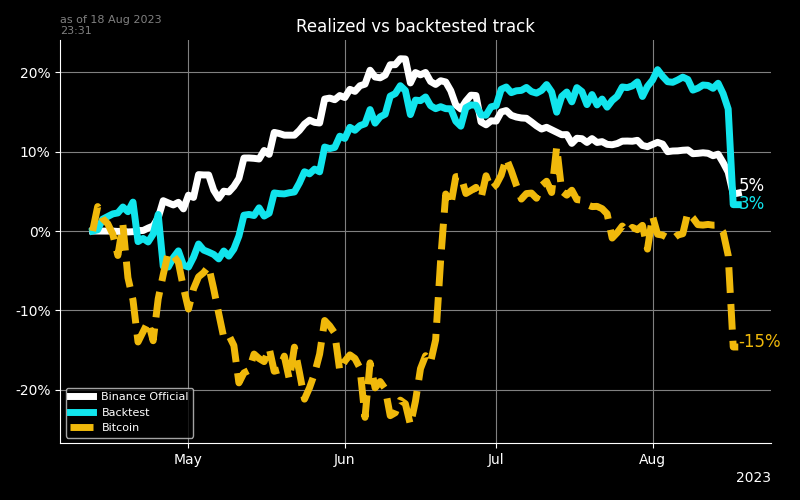 as of 18 Aug 2023
23:31
Realized vs backtested track
20%
10%
0%
-10%
-20%
5%
3%
-15%
Binance Official
Backtest
Bitcoin
May
Jun
Jul
Aug
2023